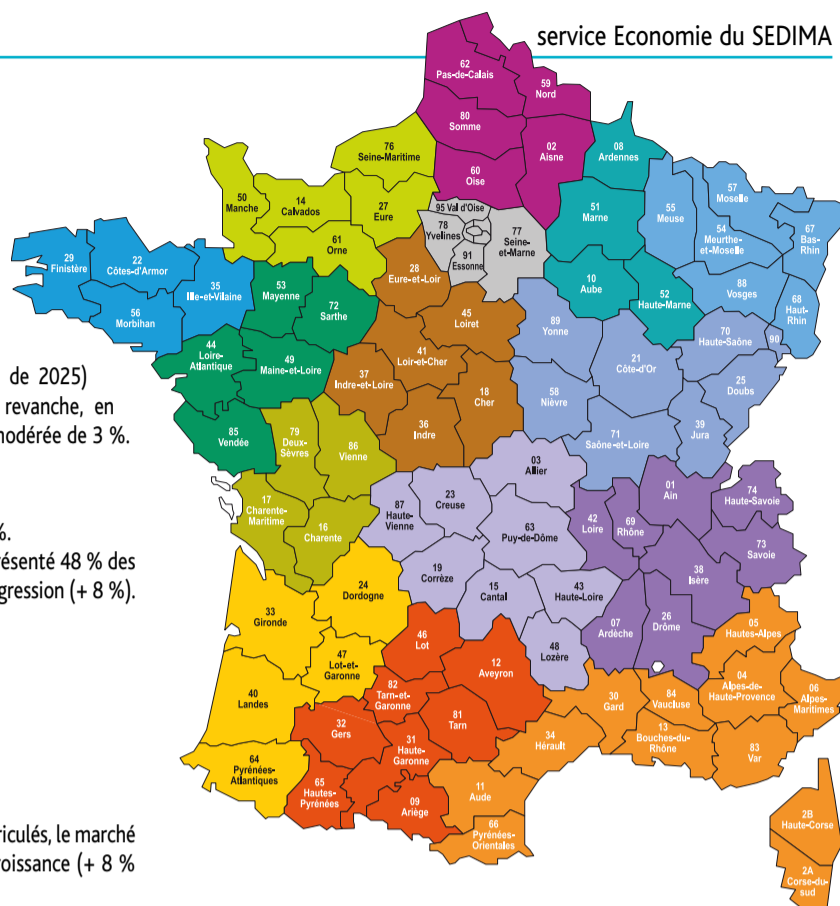 service Economie du SEDIMA
62
Pas-de-Calais
59
Nord
80
Somme
02
Aisne
60
Oise
76
Seine-Maritime
08
Ardennes
50
Manche
14
Calvados
27
Eure
95 Val d'Oise
78
Yvelines
91
Essonne
77
Seine-
et-Marne
51
Marne
55
Meuse
57
Moselle
54
Meurthe-
et-Moselle
67
Bas-
Rhin
61
Orne
28
Eure-et-Loir
10
Aube
52
Haute-Marne
88
Vosges
68
Haut-
Rhin
29
Finistère
22
Côtes-d'Armor
35
Ille-et-Vilaine
56
Morbihan
53
Mayenne
72
Sarthe
45
Loiret
89
Yonne
70
Haute-Saône
90
44
Loire-
Atlantique
49
Maine-et-Loire
41
Loir-et-Cher
37
Indre-et-Loire
18
Cher
58
Nièvre
21
Côte-d'Or
25
Doubs
de 2025)
revanche, en
modérée de 3 %.
85
Vendée
79
Deux-
Sèvres
86
Vienne
36
Indre
71
Saône-et-Loire
39
Jura
03
Allier
01
Ain
74
Haute-Savoie
17
Charente-
Maritime
16
Charente
87
Haute-
Vienne
23
Creuse
63
Puy-de-Dôme
42
Loire
69
Rhône
73
Savoie
%.
résenté 48 % des
gression (+ 8 %).
24
Dordogne
19
Corrèze
15
Cantal
43
Haute-Loire
38
Isère
33
Gironde
47
Lot-et-
Garonne
46
Lot
12
Aveyron
48
Lozère
07
Ardèche
26
Drôme
05
Hautes-Alpes
40
Landes
82
Tarn-et-
Garonne
81
Tarn
30
Gard
84
Vaucluse
04
Alpes-de-
Haute-Provence
06
Alpes-
Maritimes
32
Gers
31
Haute-
Garonne
34
Hérault
13
Bouches-du-
Rhône
83
Var
64
Pyrénées-
Atlantiques
65
Hautes-
Pyrénées
09
Ariège
11
Aude
66
Pyrénées-
Orientales
2B
Haute-Corse
2A
Corse-du-
sud
riculés, le marché
roissance (+ 8 %